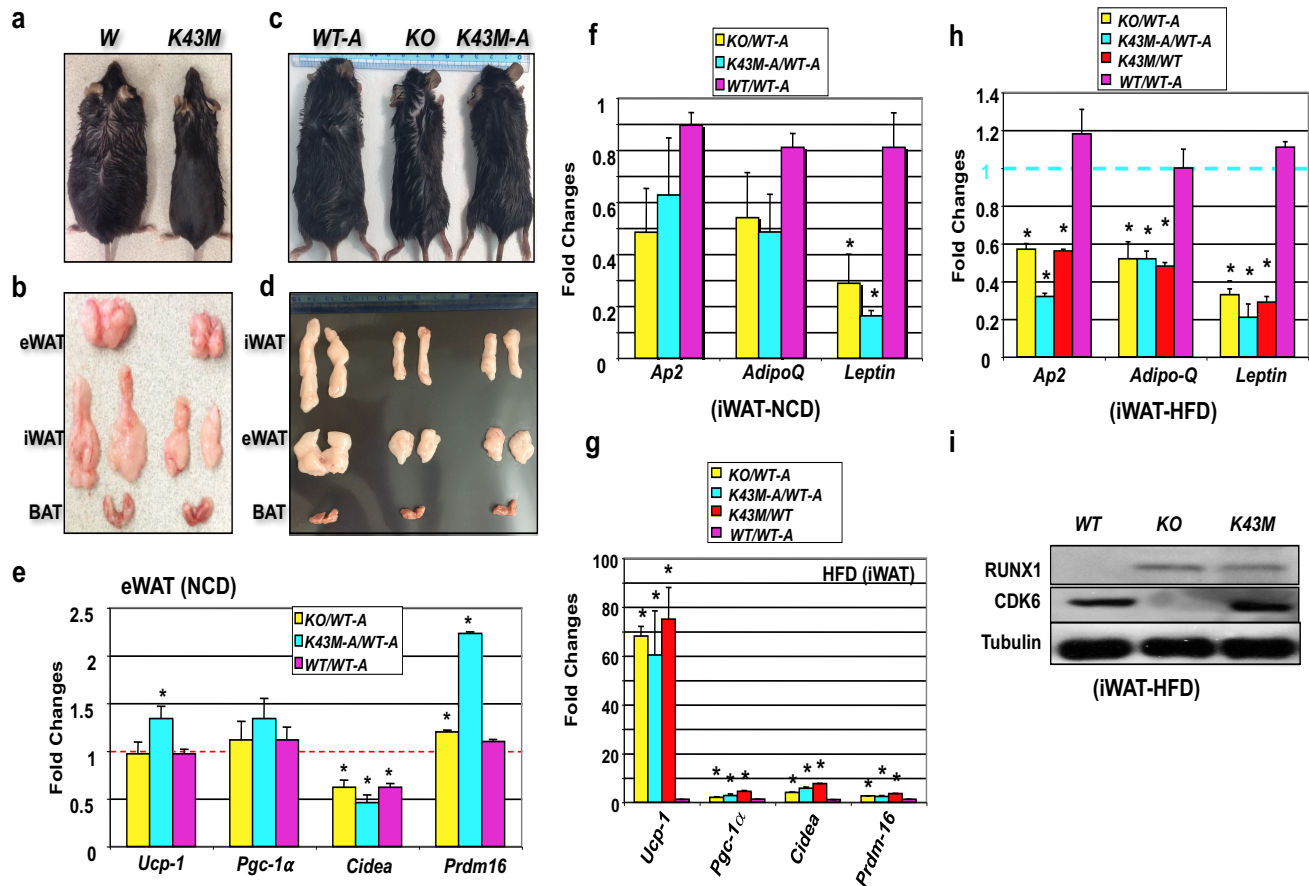 a
W K43M
c
WT-A KO K43M-A
b
eWAT
iWAT
BAT
d
iWAT
eWAT
BAT
e
eWAT (NCD)
KO/WT-A
K43M-A/WT-A
WT/WT-A
Fold Changes
2.5
2
1.5
1
0.5
0
* * * * * * *
Ucp-1 Pgc-1α Cidea Prdm16
f
KO/WT-A
K43M-A/WT-A
WT/WT-A
Fold Changes
1
0.8
0.6
0.4
0.2
0
* *
Ap2 AdipoQ Leptin
(iWAT-NCD)
g
KO/WT-A
K43M-A/WT-A
K43M/WT
WT/WT-A
HFD (iWAT)
Fold Changes
100
80
60
40
20
0
* * * * * * * * * * * *
Ucp-1 Pgc-1α Cidea Prdm-16
h
KO/WT-A
K43M-A/WT-A
K43M/WT
WT/WT-A
Fold Changes
1.4
1.2
1
0.8
0.6
0.4
0.2
0
* * * * * * * * *
Ap2 Adipo-Q Leptin
(iWAT-HFD)
i
WT KO K43M
RUNX1
CDK6
Tubulin
(iWAT-HFD)